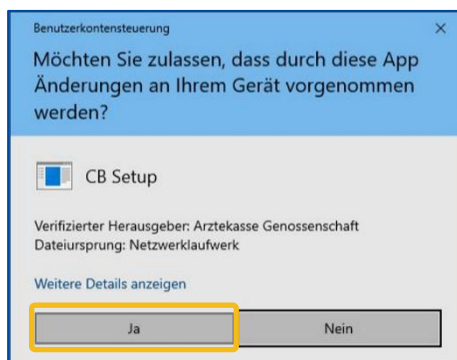 Benutzerkontensteuerung
Möchten Sie zulassen, dass durch diese App
Änderungen an Ihrem Gerät vorgenommen
werden?
CB Setup
Verifizierter Herausgeber: Arztekasse Genossenschaft
Dateiursprung: Netzwerklaufwerk
Weitere Details anzeigen
Ja
Nein